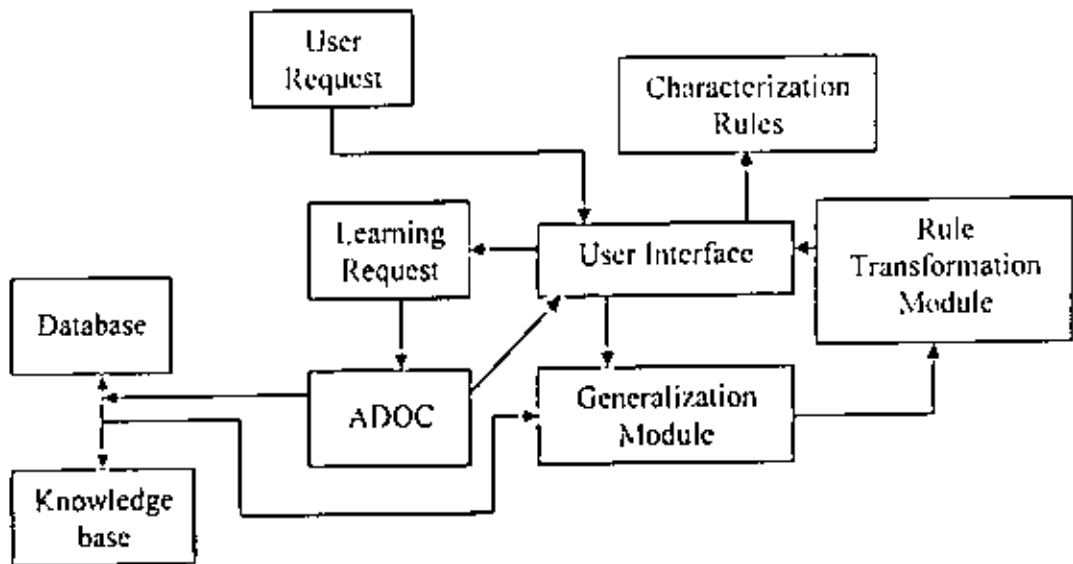 User
Request
Characterization
Rules
Learning
Request
User Interface
Rule
Transformation
Module
Database
ADOC
Generalization
Module
Knowledge
base